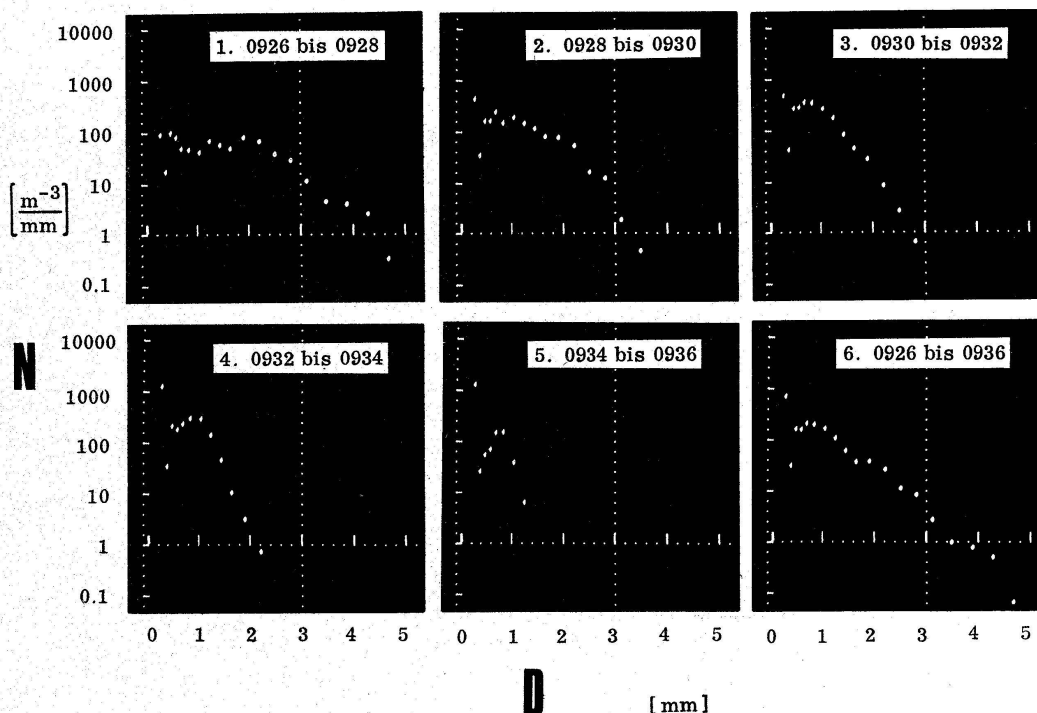 10000
1000
100
10
1
0.1
[m⁻³/mm]
1. 0926 bis 0928
2. 0928 bis 0930
3. 0930 bis 0932
N
10000
1000
100
10
1
0.1
4. 0932 bis 0934
5. 0934 bis 0936
6. 0926 bis 0936
0 1 2 3 4 5
0 1 2 3 4 5
0 1 2 3 4 5
D [mm]